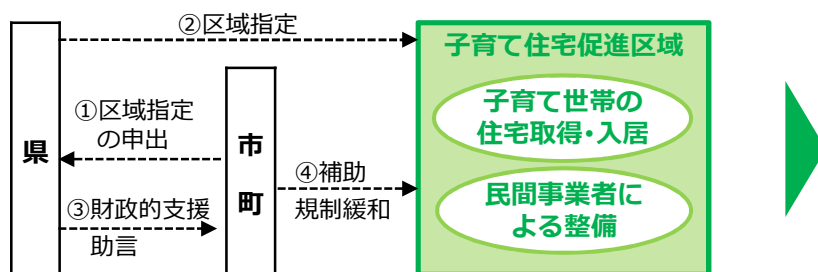 ②区域指定
県
①区域指定
の申出
③財政的支援
助言
市
町
④補助
規制緩和
子育て住宅促進区域
子育て世帯の
住宅取得・入居
民間事業者に
よる整備